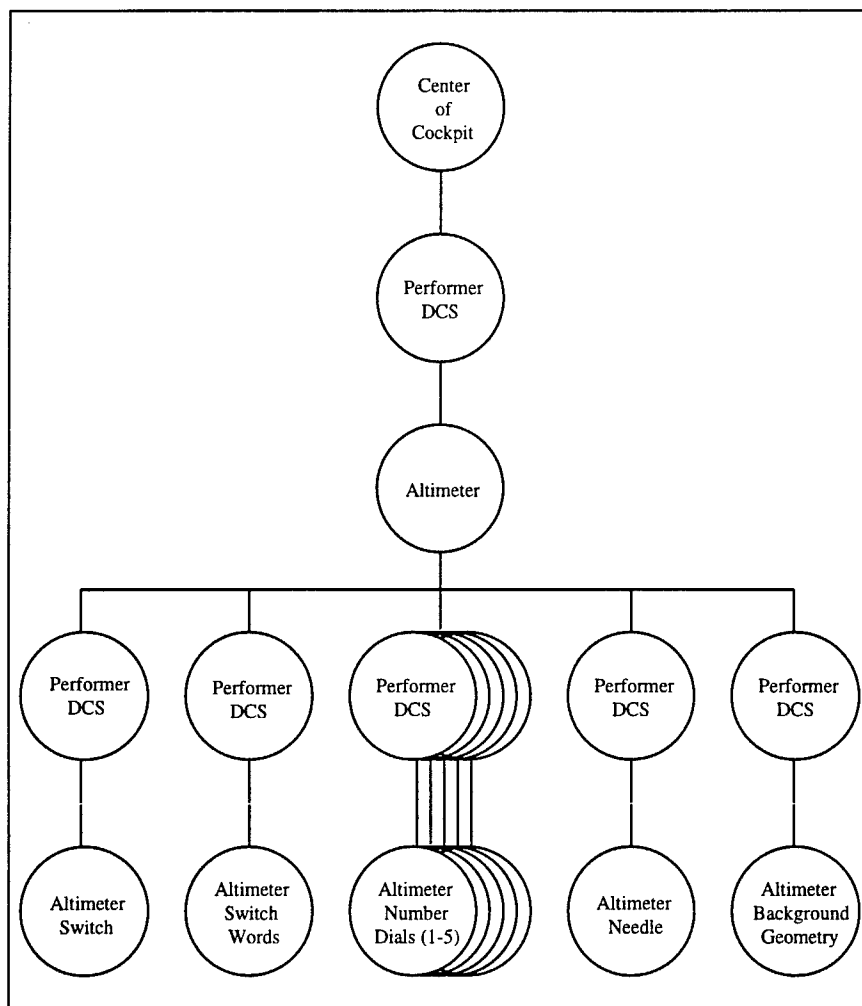 Center
of
Cockpit
Performer
DCS
Altimeter
Performer
DCS
Performer
DCS
Performer
DCS
Performer
DCS
Performer
DCS
Altimeter
Switch
Altimeter
Switch
Words
Altimeter
Number
Dials (1-5)
Altimeter
Needle
Altimeter
Background
Geometry